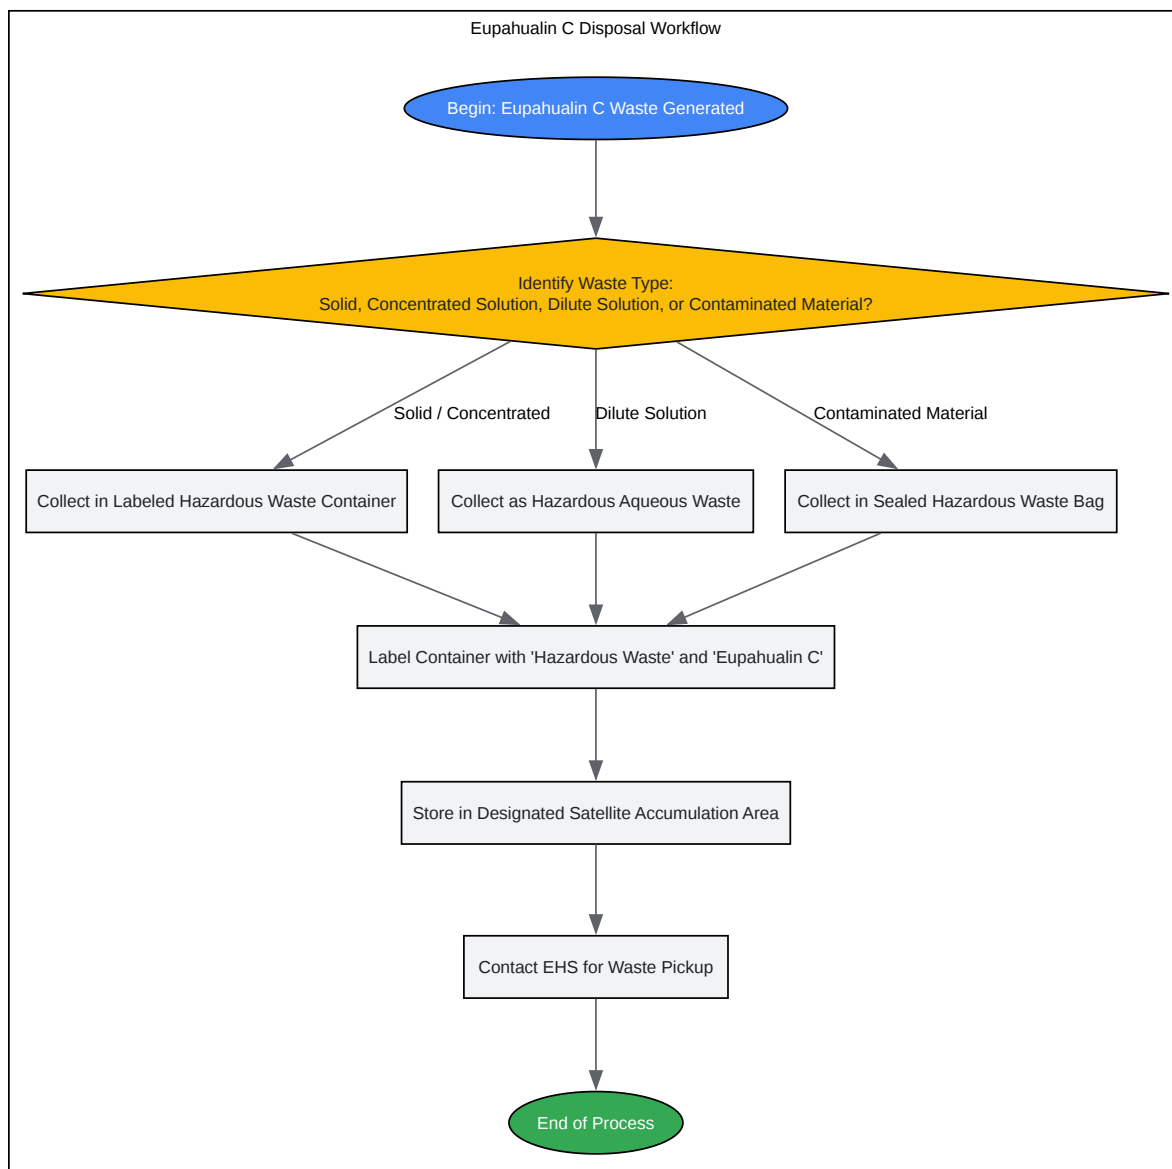 Eupahualin C Disposal Workflow
Begin: Eupahualin C Waste Generated
Identify Waste Type:
Solid, Concentrated Solution, Dilute Solution, or Contaminated Material?
Solid / Concentrated
Dilute Solution
Contaminated Material
Collect in Labeled Hazardous Waste Container
Collect as Hazardous Aqueous Waste
Collect in Sealed Hazardous Waste Bag
Label Container with 'Hazardous Waste' and 'Eupahualin C'
Store in Designated Satellite Accumulation Area
Contact EHS for Waste Pickup
End of Process